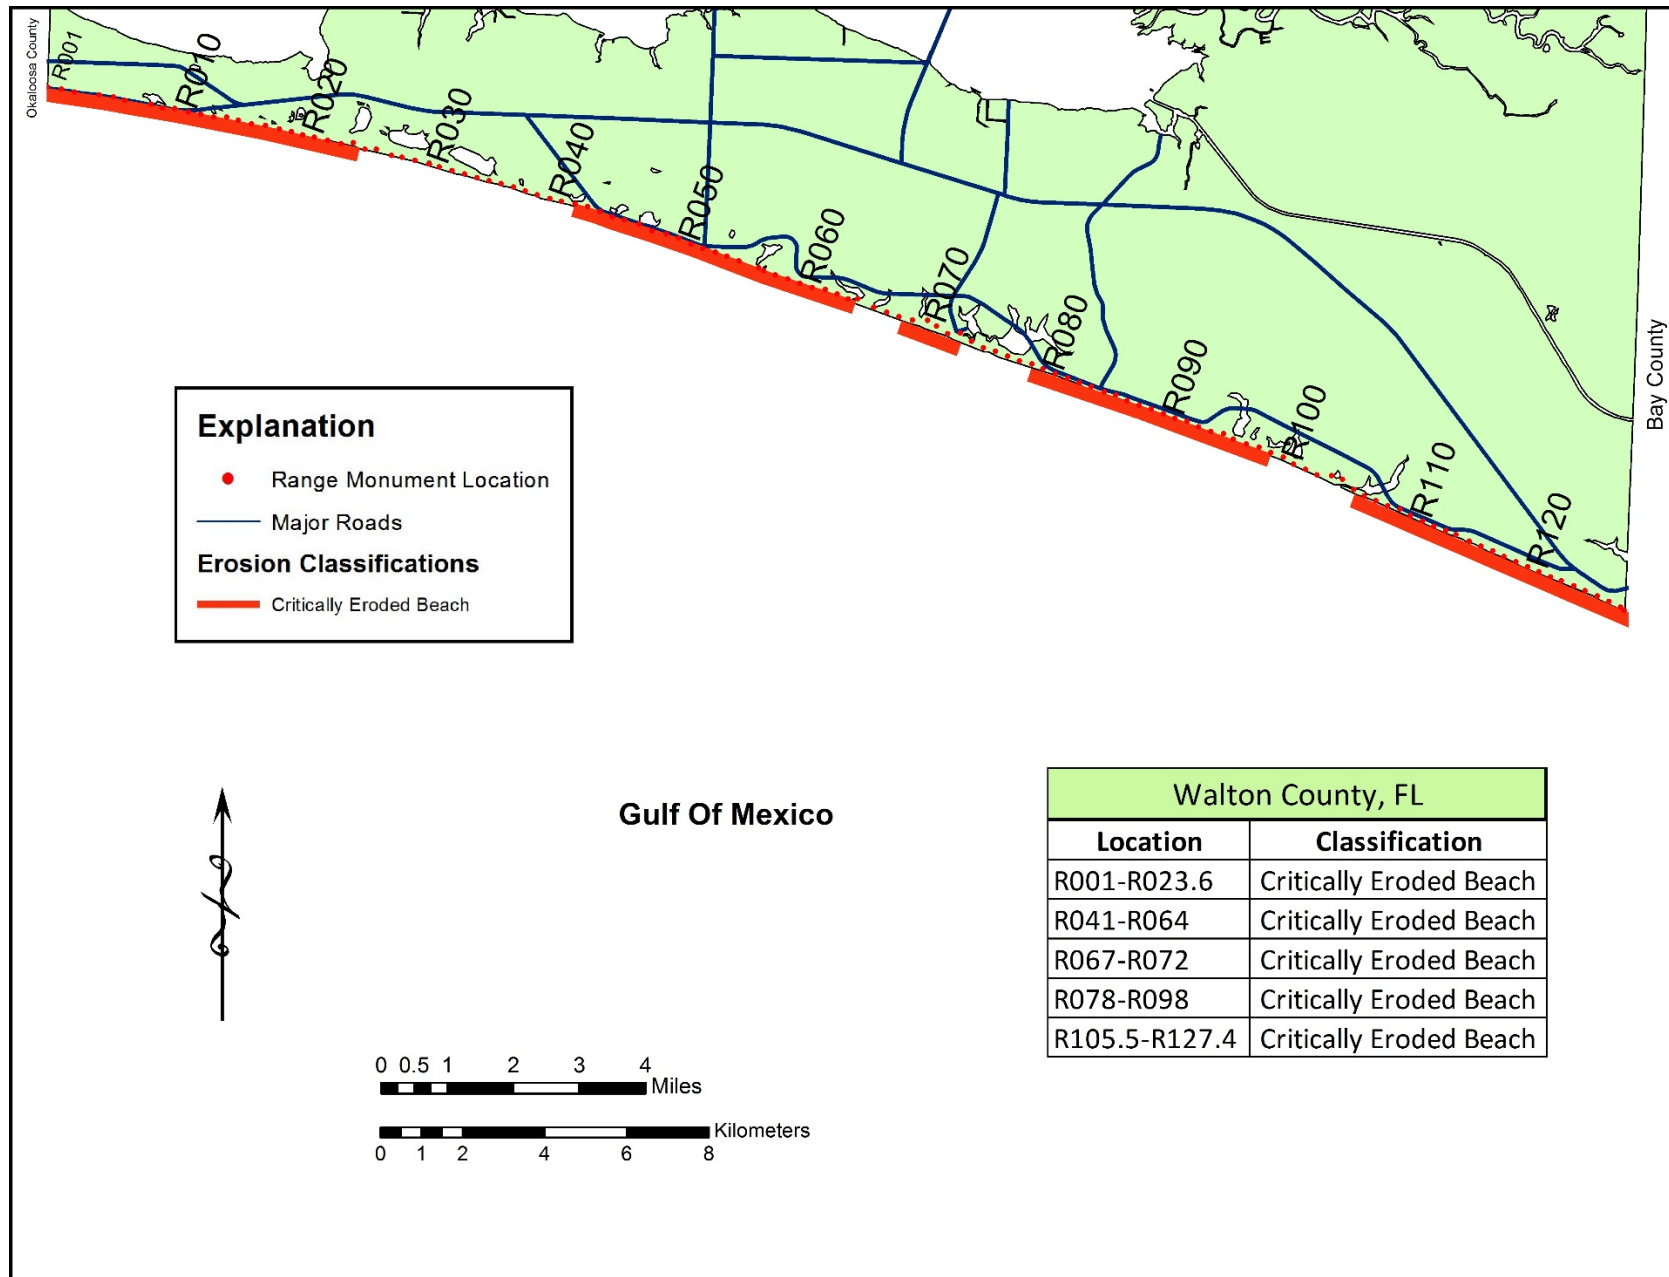 Okaloosa County
R001
R010
R020
R030
R040
R050
R060
R070
R080
R090
R100
R110
R120
Bay County
Explanation
Range Monument Location
Major Roads
Erosion Classifications
Critically Eroded Beach
Gulf Of Mexico
Walton County, FL
Location Classification
R001-R023.6 Critically Eroded Beach
R041-R064 Critically Eroded Beach
R067-R072 Critically Eroded Beach
R078-R098 Critically Eroded Beach
R105.5-R127.4 Critically Eroded Beach
0 0.5 1 2 3 4
Miles
Kilometers
0 1 2 4 6 8